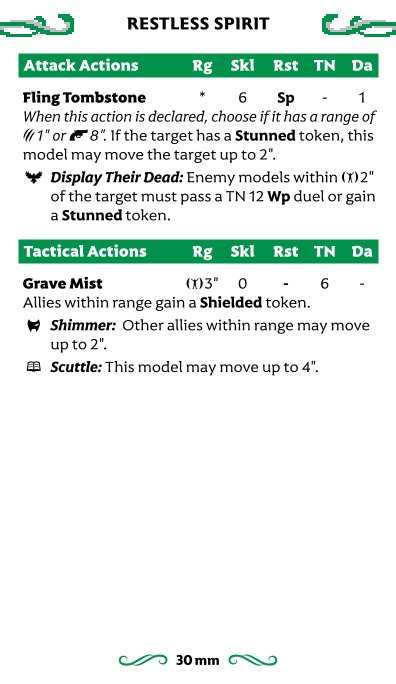 RESTLESS SPIRIT
Attack Actions Rg Skl Rst TN Da
Fling Tombstone * 6 Sp - 1
When this action is declared, choose if it has a range of
1" or 8". If the target has a Stunned token, this
model may move the target up to 2".
Display Their Dead: Enemy models within 2"
of the target must pass a TN 12 Wp duel or gain
a Stunned token.
Tactical Actions Rg Skl Rst TN Da
Grave Mist 3" 0 - 6 -
Allies within range gain a Shielded token.
Shimmer: Other allies within range may move
up to 2".
Scuttle: This model may move up to 4".
30 mm